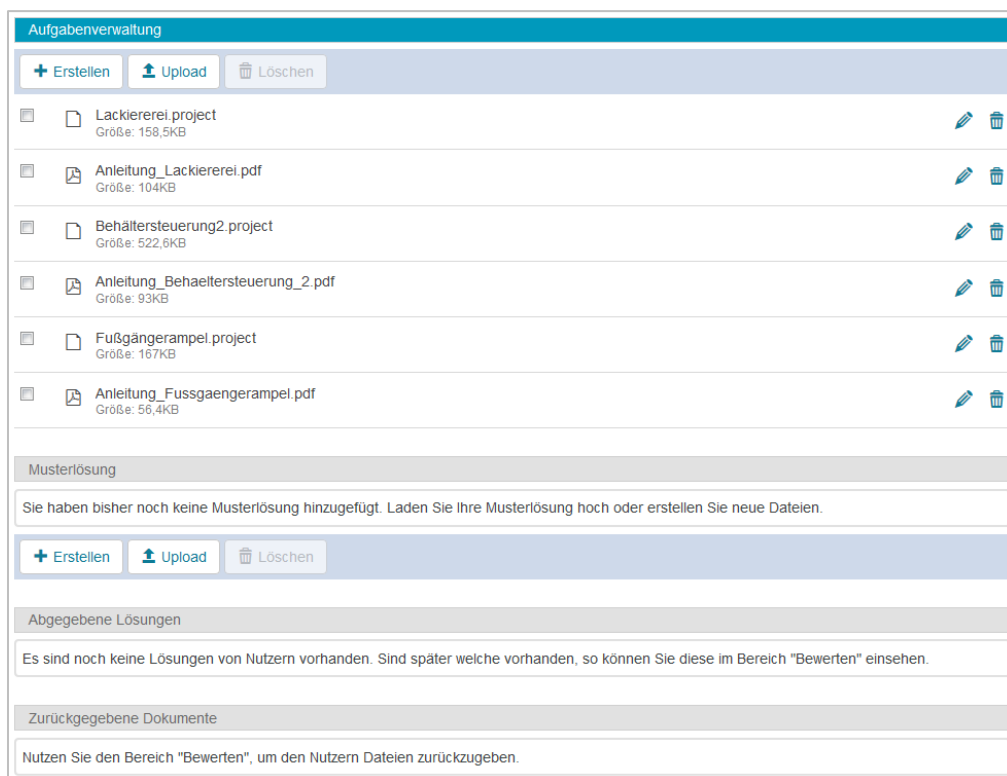 Aufgabenverwaltung
Erstellen Upload Löschen
Lackiererei.project
Größe: 158,5KB
Anleitung_Lackiererei.pdf
Größe: 104KB
Behältersteuerung2.project
Größe: 522,6KB
Anleitung_Behaeltersteuerung_2.pdf
Größe: 93KB
Fußgängerampel.project
Größe: 167KB
Anleitung_Fussgaengerampel.pdf
Größe: 56,4KB
Musterlösung
Sie haben bisher noch keine Musterlösung hinzugefügt. Laden Sie Ihre Musterlösung hoch oder erstellen Sie neue Dateien.
Erstellen Upload Löschen
Abgegebene Lösungen
Es sind noch keine Lösungen von Nutzern vorhanden. Sind später welche vorhanden, so können Sie diese im Bereich "Bewerten" einsehen.
Zurückgegebene Dokumente
Nutzen Sie den Bereich "Bewerten", um den Nutzern Dateien zurückzugeben.